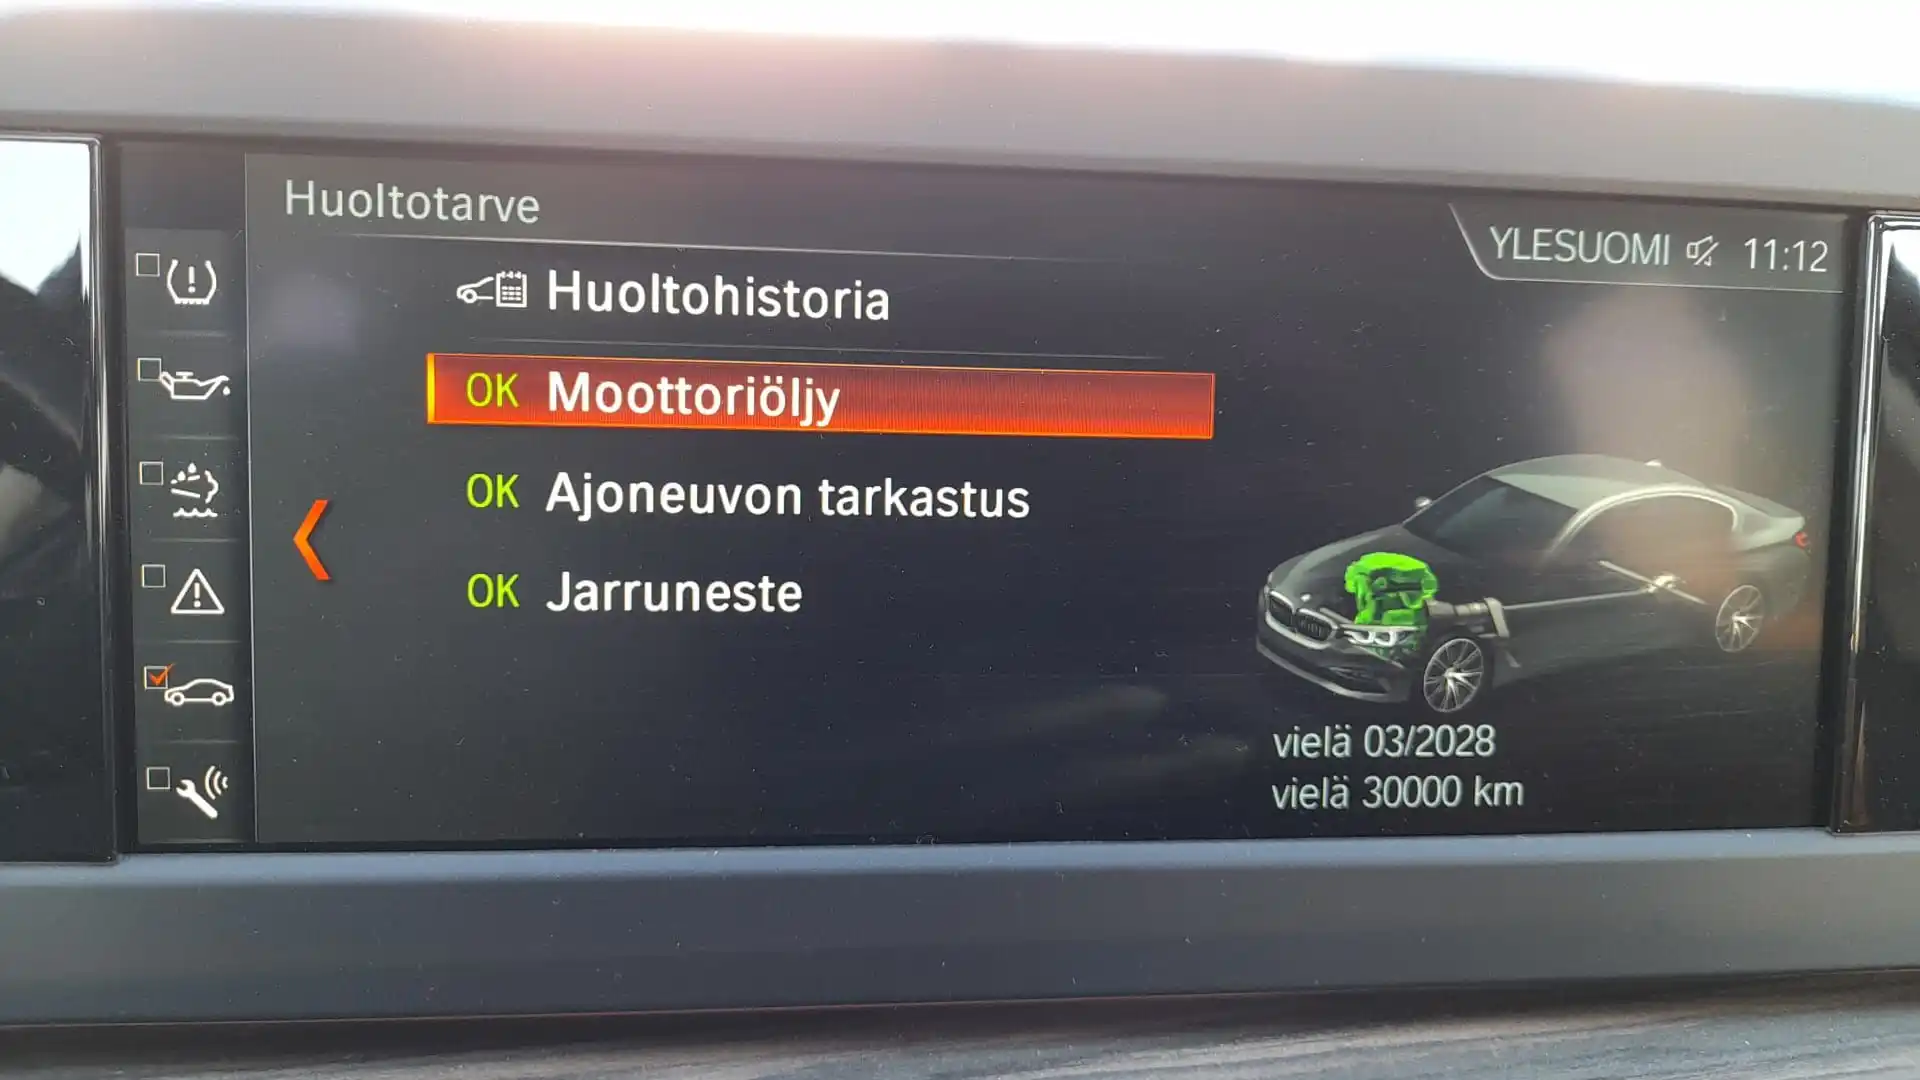 Huoltotarve
YLESUOMI 11:12
Huoltohistoria
OK Moottoriöljy
OK Ajoneuvon tarkastus
OK Jarruneste
vielä 03/2028
vielä 30000 km